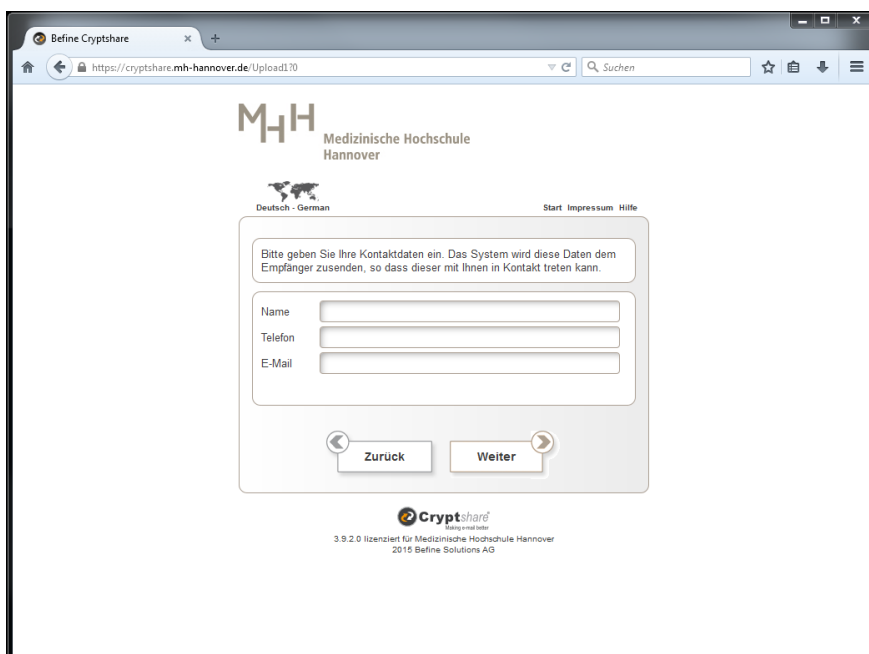 Befine Cryptshare
https://cryptshare.mh-hannover.de/Upload1?0
Suchen
MHH
Medizinische Hochschule
Hannover
Deutsch - German
Start Impressum Hilfe
Bitte geben Sie Ihre Kontaktdaten ein. Das System wird diese Daten dem
Empfänger zusenden, so dass dieser mit Ihnen in Kontakt treten kann.
Name
Telefon
E-Mail
Zurück
Weiter
Cryptshare
Making e-mail better
3.9.2.0 lizenziert für Medizinische Hochschule Hannover
2015 Befine Solutions AG